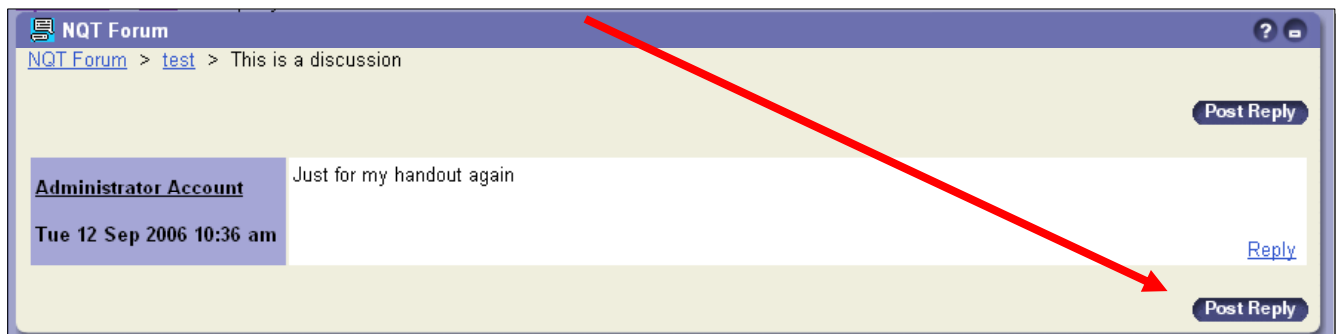 NQT Forum
NQT Forum > test > This is a discussion
Post Reply
Administrator Account
Just for my handout again
Tue 12 Sep 2006 10:36 am
Reply
Post Reply